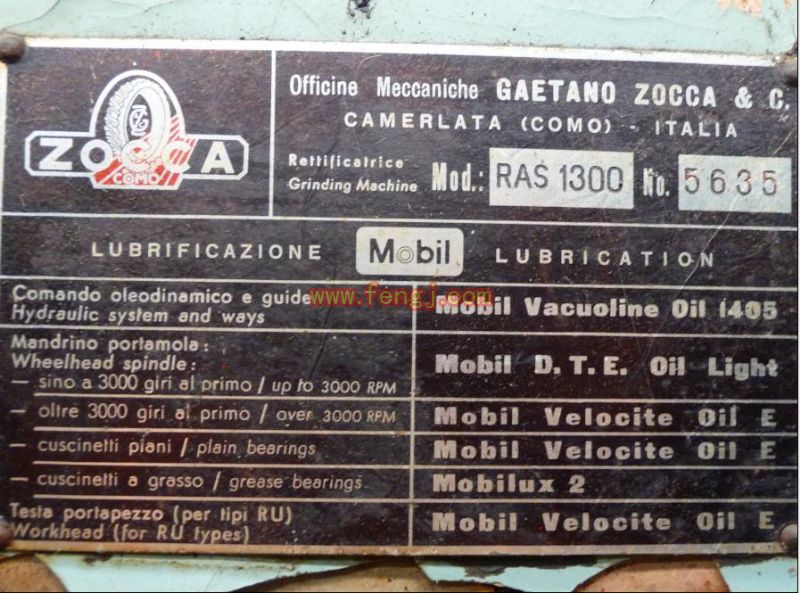 ZOCCA
COMO
Officine Meccaniche GAETANO ZOCCA & C.
CAMERLATA (COMO) - ITALIA
Rettificatrice
Grinding Machine Mod.: RAS 1300 No. 5635
LUBRIFICAZIONE Mobil LUBRICATION
Comando oleodinamico e guide
Hydraulic system and ways
Mobil Vacuoline Oil 1405
www.fengj.com
Mandrino portamola:
Wheelhead spindle:
— sino a 3000 giri al primo / up to 3000 RPM
Mobil D.T.E. Oil Light
— oltre 3000 giri al primo / over 3000 RPM
Mobil Velocite Oil E
— cuscinetti piani / plain bearings
Mobil Velocite Oil E
— cuscinetti a grasso / grease bearings
Mobilux 2
Testa portapezzo (per tipi RU)
Workhead (for RU types)
Mobil Velocite Oil E